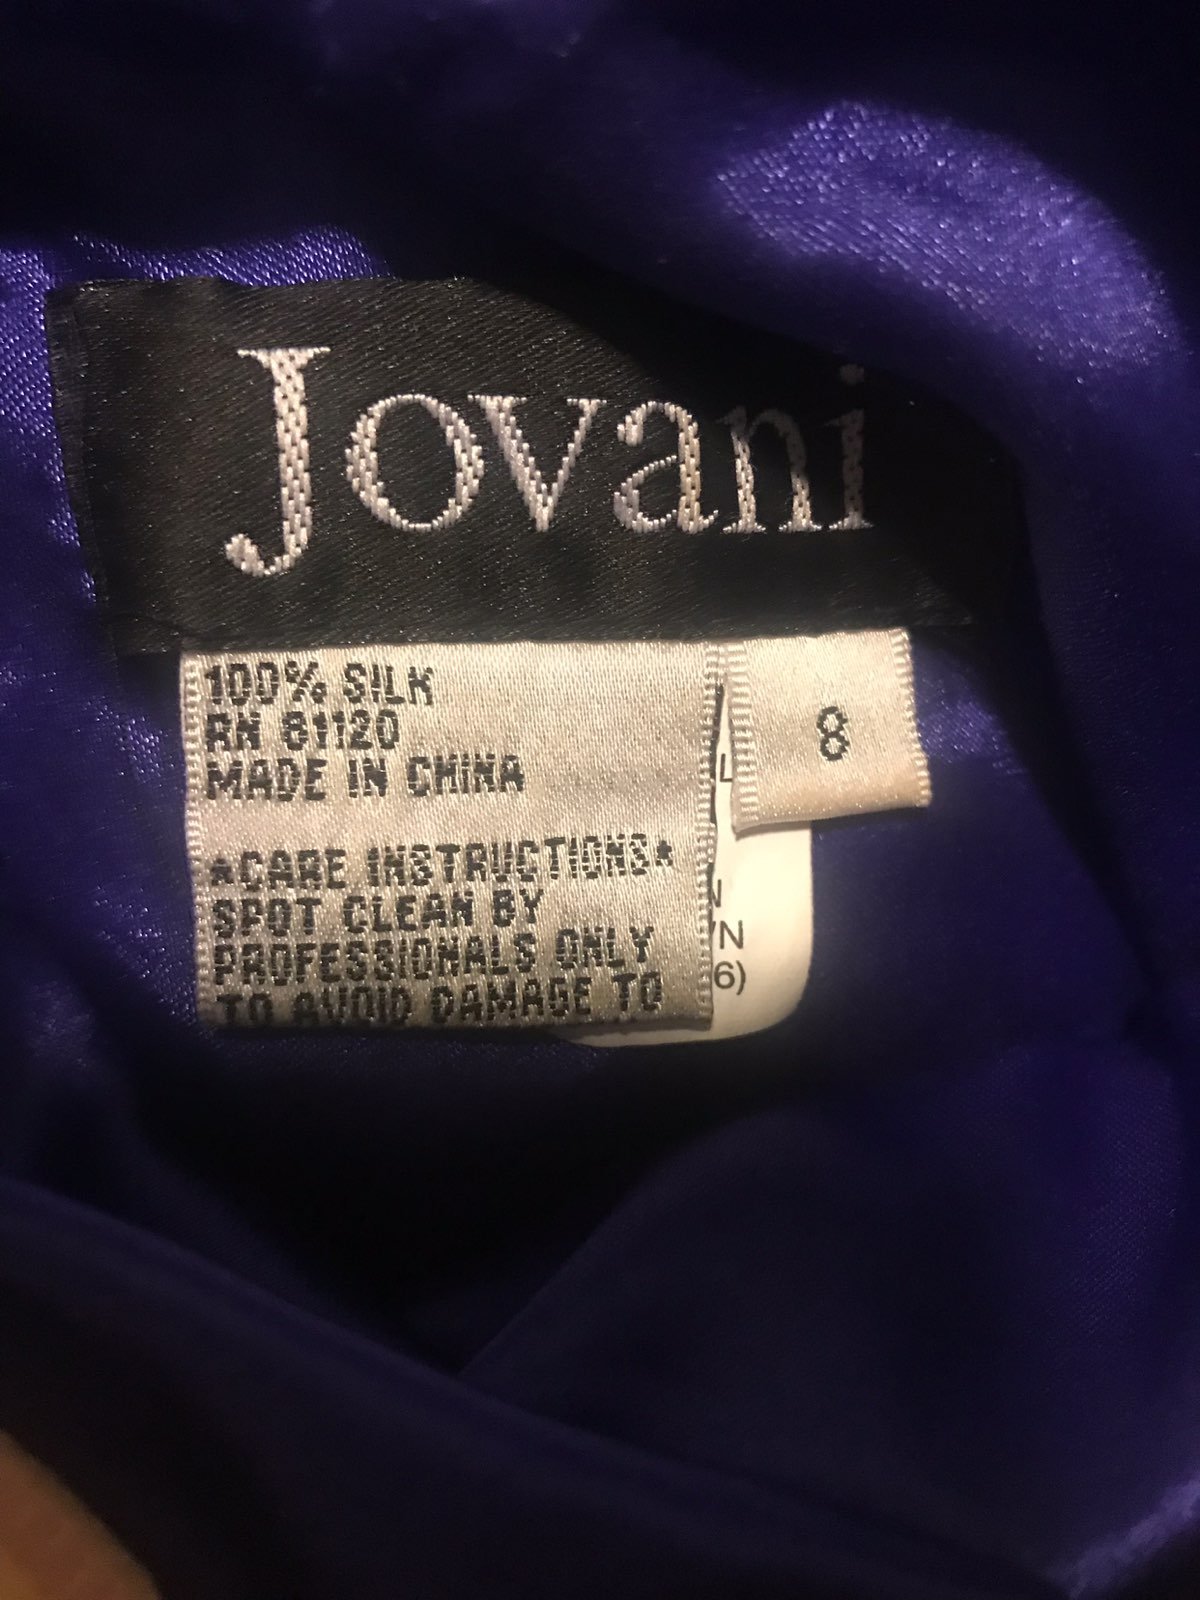 Jovani
100% SILK
RN 81120
MADE IN CHINA
8
*CARE INSTRUCTIONS*
SPOT CLEAN BY
PROFESSIONALS ONLY
TO AVOID DAMAGE TO
L
N
/N
6)